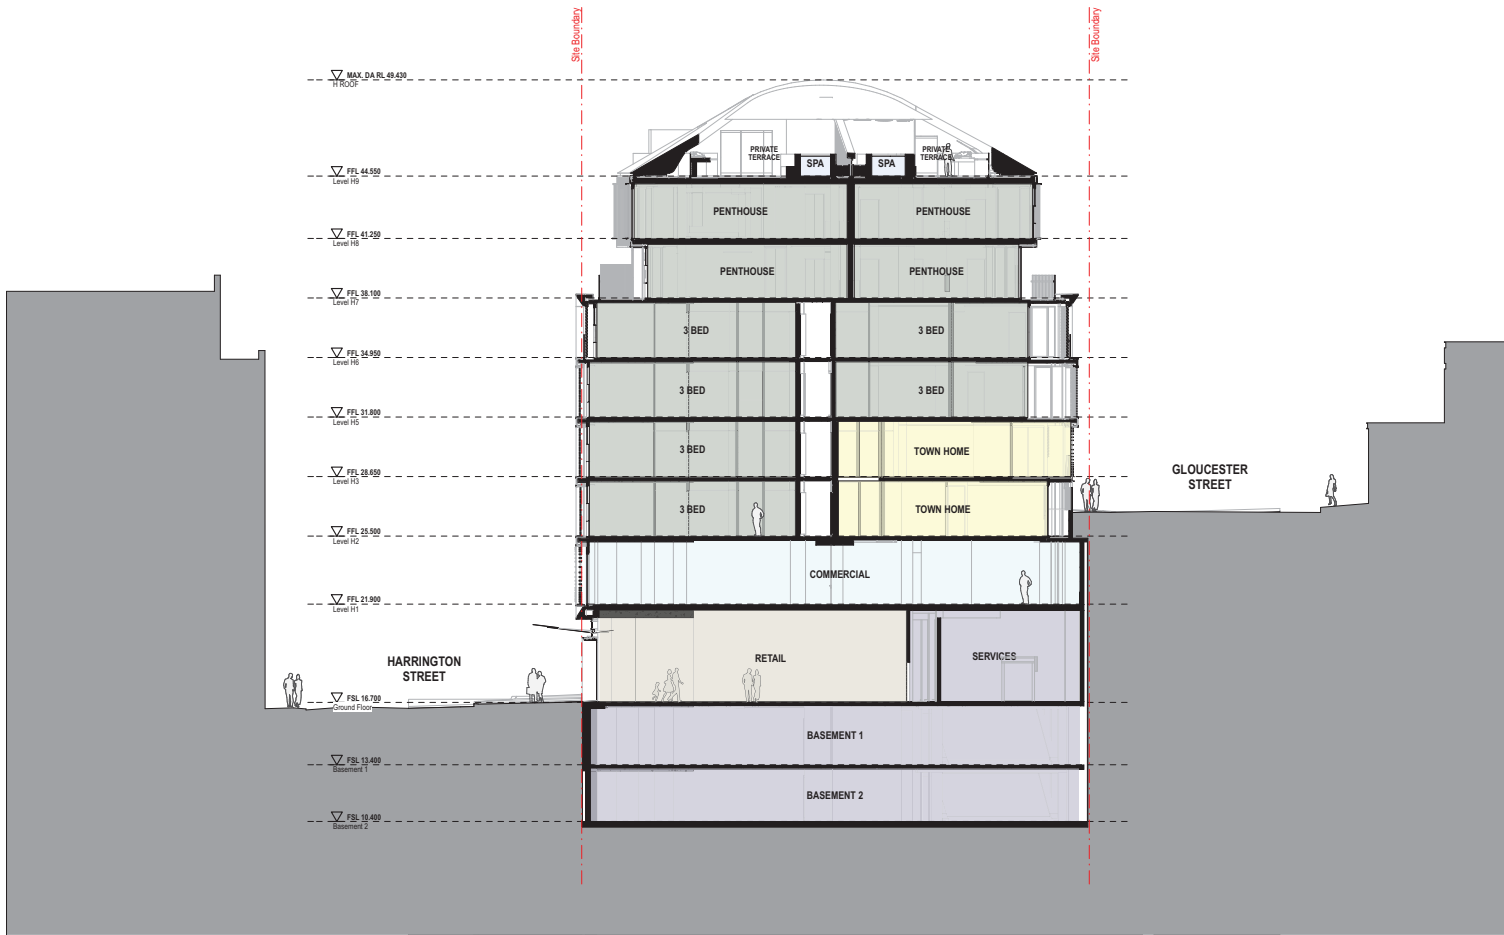 Site Boundary
Site Boundary
MAX. DA RL 49.430
H ROOF
PRIVATE
TERRACE
SPA
SPA
PRIVATE
TERRACE
FFL 44.550
Level H9
PENTHOUSE
PENTHOUSE
FFL 41.250
Level H8
PENTHOUSE
PENTHOUSE
FFL 38.100
Level H7
3 BED
3 BED
FFL 34.950
Level H6
3 BED
3 BED
FFL 31.800
Level H5
3 BED
TOWN HOME
FFL 28.650
Level H3
GLOUCESTER
STREET
3 BED
TOWN HOME
FFL 25.500
Level H2
COMMERCIAL
FFL 21.900
Level H1
HARRINGTON
STREET
RETAIL
SERVICES
FSL 16.700
Ground Floor
BASEMENT 1
FSL 13.400
Basement 1
BASEMENT 2
FSL 10.400
Basement 2